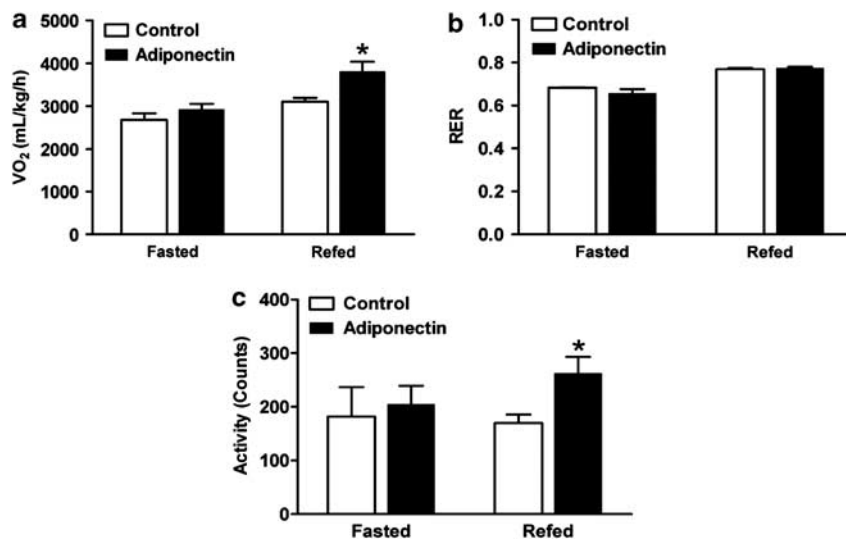 a
5000
4000
3000
2000
1000
0
VO₂ (mL/kg/h)
Control
Adiponectin
*
Fasted
Refed
b
1.0
0.8
0.6
0.4
0.2
0.0
RER
Control
Adiponectin
Fasted
Refed
c
400
300
200
100
0
Activity (Counts)
Control
Adiponectin
*
Fasted
Refed